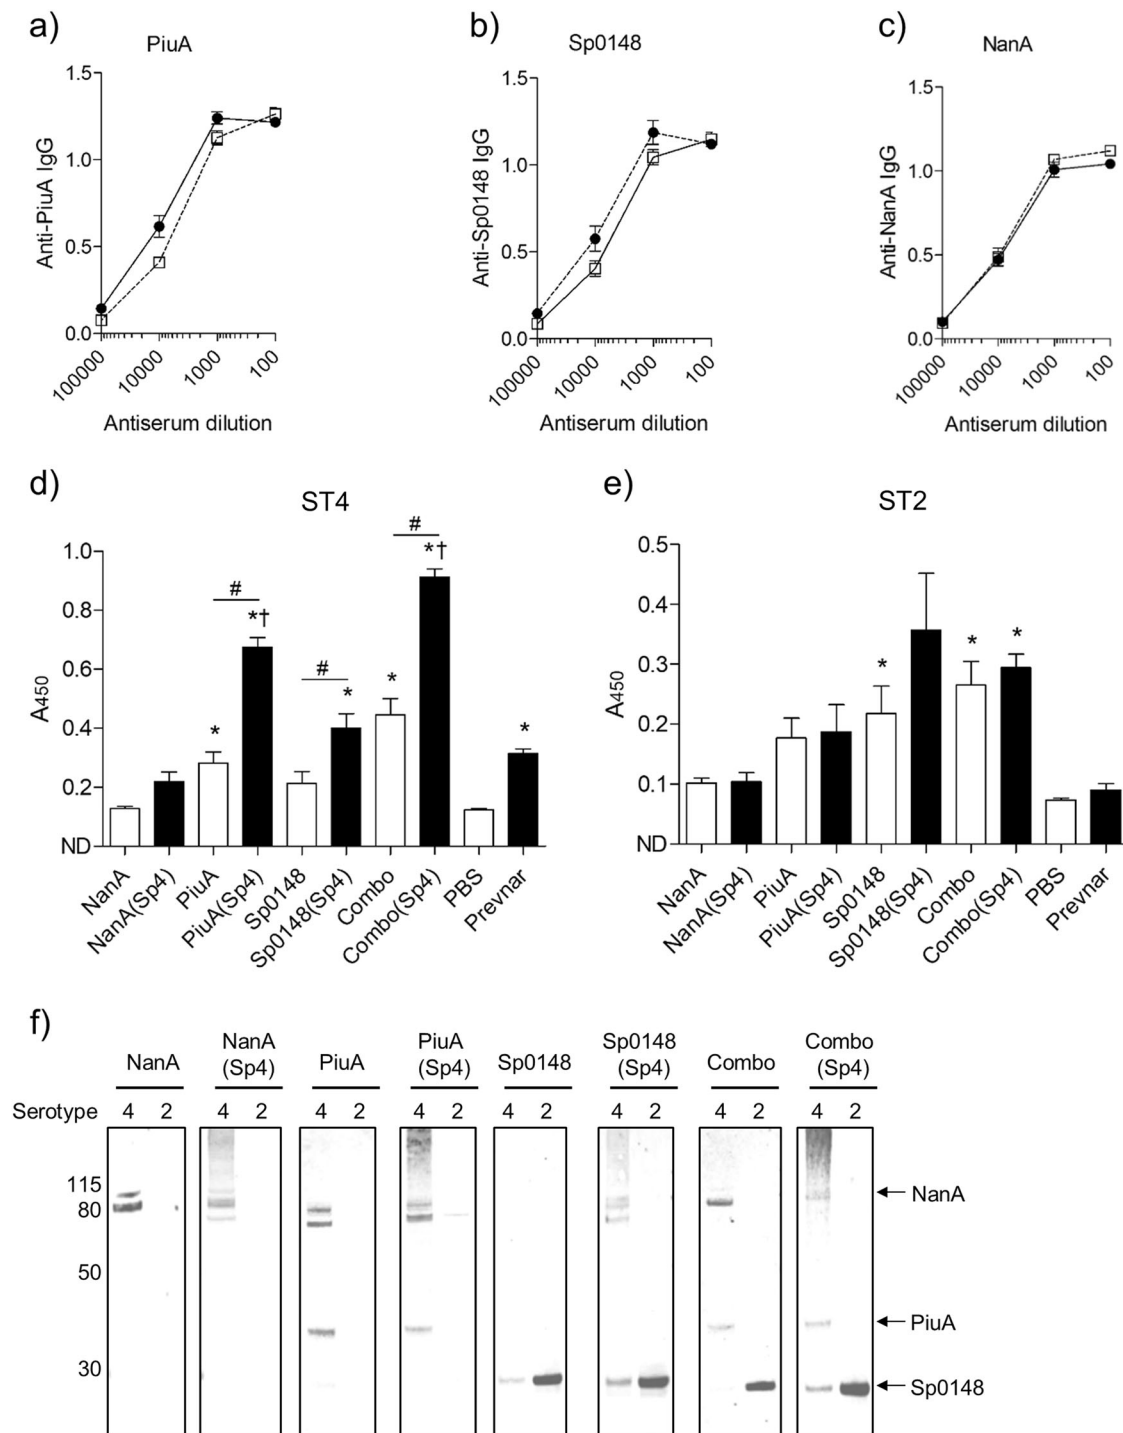 a)
PiuA
1.5
1.0
0.5
0.0
Anti-PiuA IgG
100000
10000
1000
100
Antiserum dilution
b)
Sp0148
1.5
1.0
0.5
0.0
Anti-Sp0148 IgG
100000
10000
1000
100
Antiserum dilution
c)
NanA
1.5
1.0
0.5
0.0
Anti-NanA IgG
100000
10000
1000
100
Antiserum dilution
d)
ST4
1.0
0.8
0.6
0.4
0.2
ND
A450
*
#
*†
#
*
*
#
*†
*
NanA
NanA(Sp4)
PiuA
PiuA(Sp4)
Sp0148
Sp0148(Sp4)
Combo
Combo(Sp4)
PBS
Prevnar
e)
ST2
0.5
0.4
0.3
0.2
0.1
ND
A450
*
*
*
NanA
NanA(Sp4)
PiuA
PiuA(Sp4)
Sp0148
Sp0148(Sp4)
Combo
Combo(Sp4)
PBS
Prevnar
f)
NanA
NanA
(Sp4)
PiuA
PiuA
(Sp4)
Sp0148
Sp0148
(Sp4)
Combo
Combo
(Sp4)
Serotype 4 2 4 2 4 2 4 2 4 2 4 2 4 2 4 2
115
80
50
30
NanA
PiuA
Sp0148